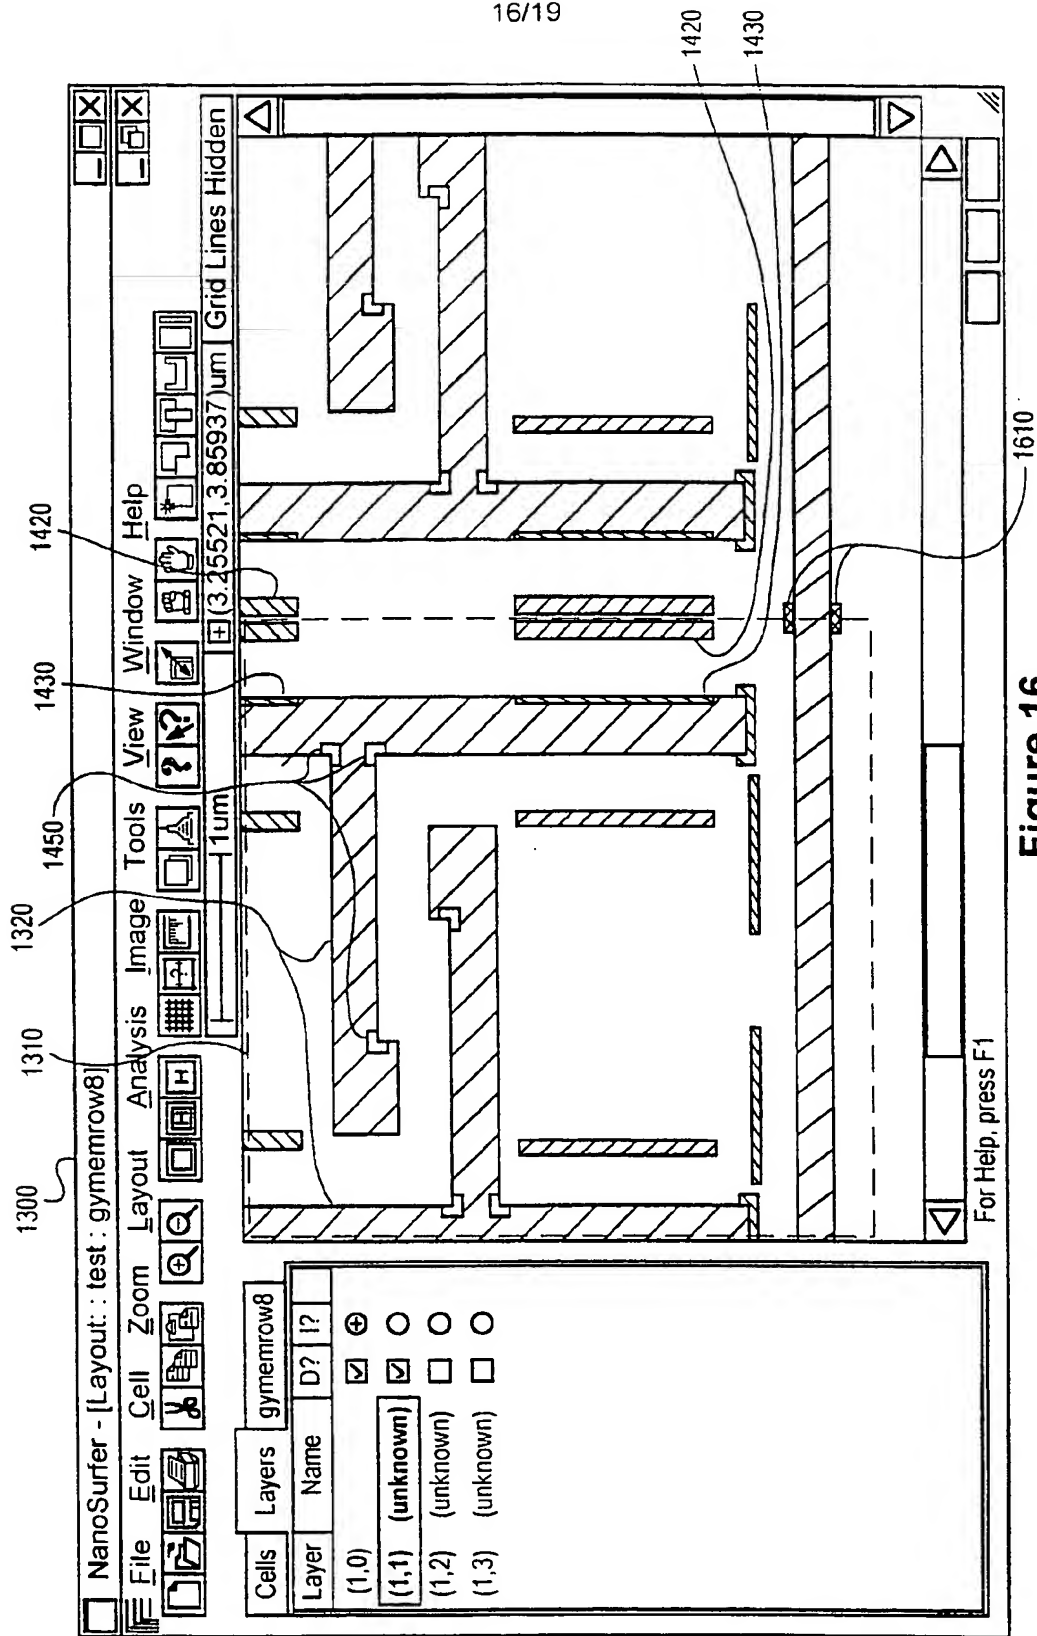 16/19
1300
1310
1320
1450
1430
1420
NanoSurfer - [Layout: : test : gymemrow8]
File Edit Cell Zoom Layout Analysis Image Tools View Window Help
1um
(3.25521,3.85937)um
Grid Lines Hidden
Cells
Layers
gymemrow8
Layer
Name
D?
I?
(1,0)
(1,1) (unknown)
(1,2) (unknown)
(1,3) (unknown)
For Help, press F1
1420
1430
1610
Figure 16